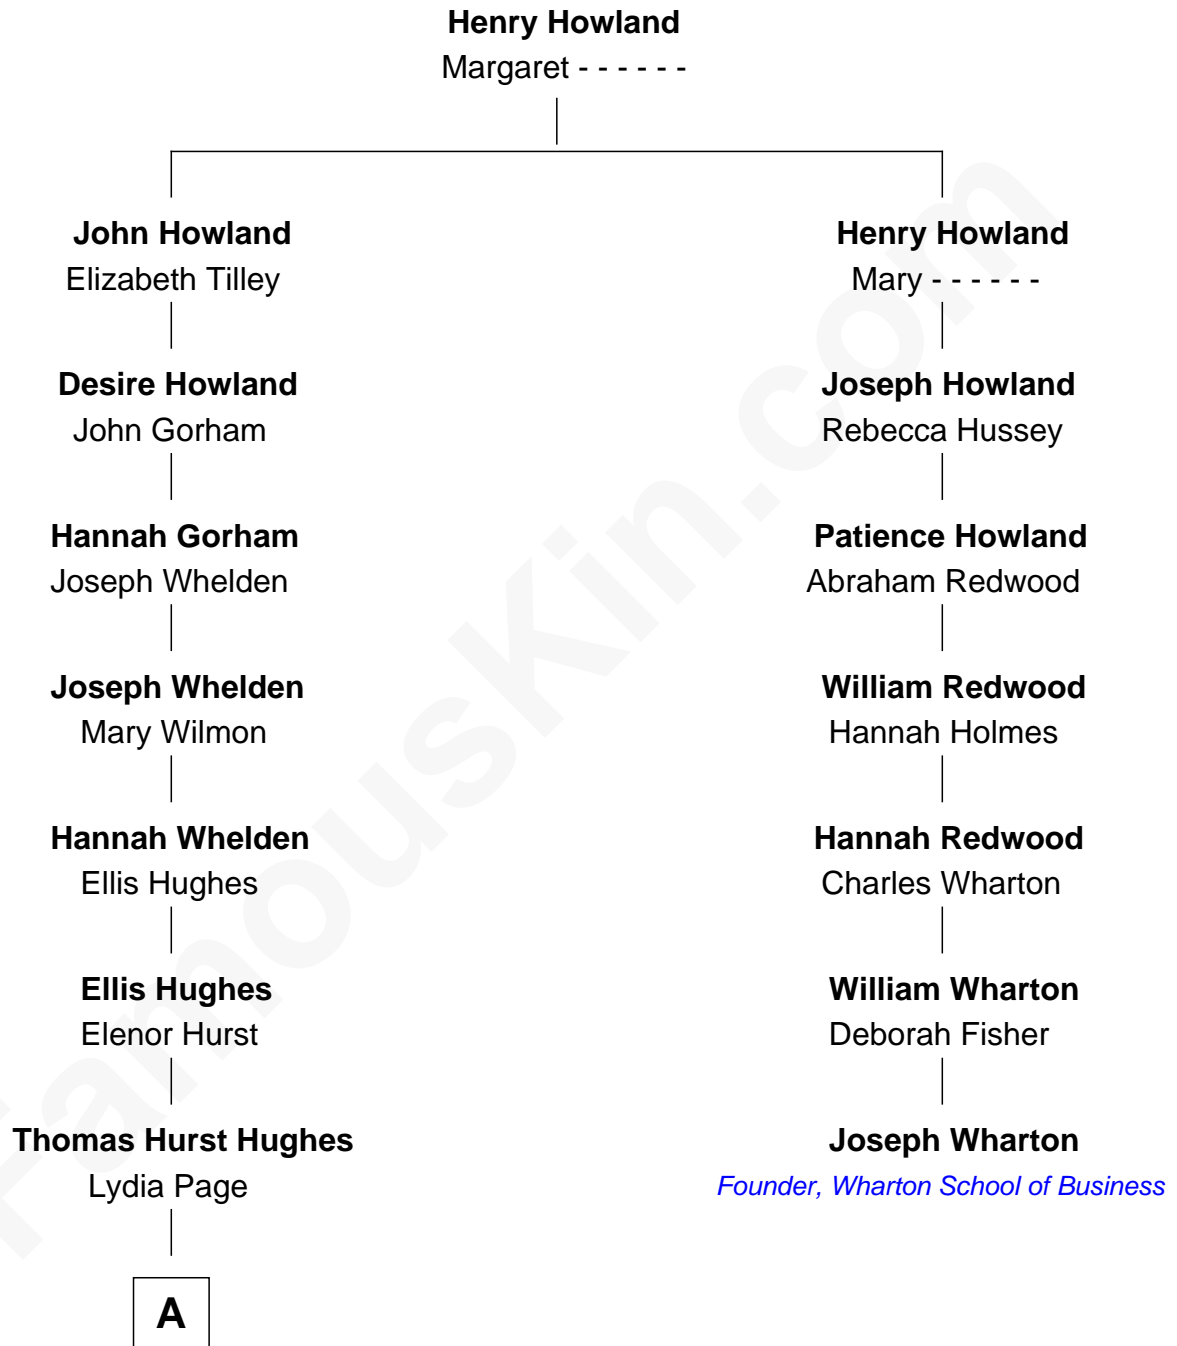 Henry Howland
Margaret - - - - - -
John Howland
Elizabeth Tilley
Desire Howland
John Gorham
Hannah Gorham
Joseph Whelden
Joseph Whelden
Mary Wilmon
Hannah Whelden
Ellis Hughes
Ellis Hughes
Elenor Hurst
Thomas Hurst Hughes
Lydia Page
A
Henry Howland
Mary - - - - - -
Joseph Howland
Rebecca Hussey
Patience Howland
Abraham Redwood
William Redwood
Hannah Holmes
Hannah Redwood
Charles Wharton
William Wharton
Deborah Fisher
Joseph Wharton
Founder, Wharton School of Business
FamousKin.com